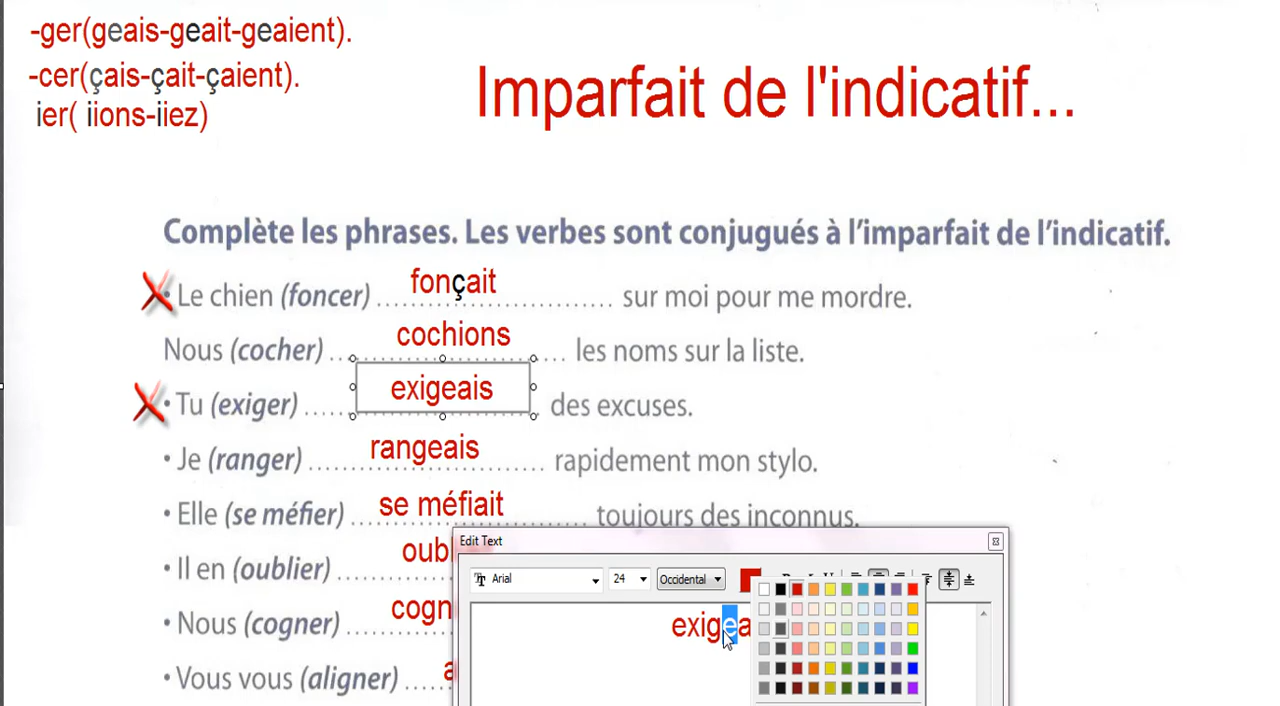 -ger(geais-geait-geaient).
-cer(çais-çait-çaient).
ier( iions-iiez)
Imparfait de l'indicatif...
Complète les phrases. Les verbes sont conjugués à l'imparfait de l'indicatif.
• Le chien (foncer) fonçait sur moi pour me mordre.
Nous (cocher) cochions les noms sur la liste.
• Tu (exiger) exigeais des excuses.
• Je (ranger) rangeais rapidement mon stylo.
• Elle (se méfier) se méfiait toujours des inconnus.
• Il en (oublier) oubl
• Nous (cogner) cogn
• Vous vous (aligner) a
Edit Text
Arial 24 Occidental
exigea